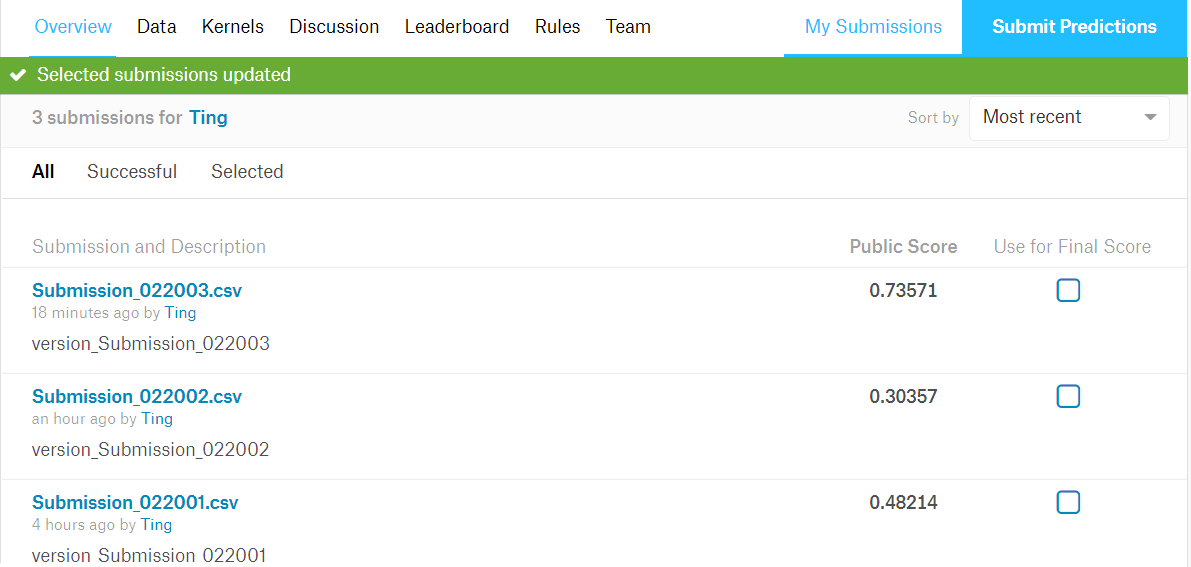 Overview Data Kernels Discussion Leaderboard Rules Team My Submissions Submit Predictions
Selected submissions updated
3 submissions for Ting Sort by Most recent
All Successful Selected
Submission and Description Public Score Use for Final Score
Submission_022003.csv 0.73571
18 minutes ago by Ting
version_Submission_022003
Submission_022002.csv 0.30357
an hour ago by Ting
version_Submission_022002
Submission_022001.csv 0.48214
4 hours ago by Ting
version_Submission_022001